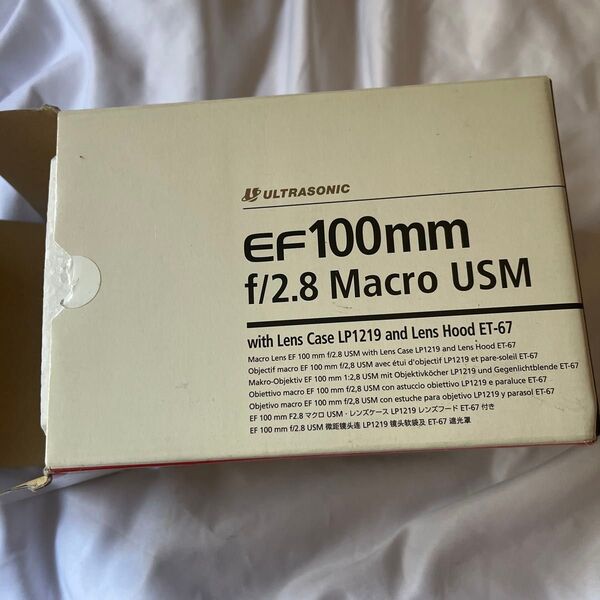 ULTRASONIC
EF100mm
f/2.8 Macro USM
with Lens Case LP1219 and Lens Hood ET-67
Macro Lens EF 100 mm f/2.8 USM with Lens Case LP1219 and Lens Hood ET-67
Objectif macro EF 100 mm f/2,8 USM avec étui d'objectif LP1219 et pare-soleil ET-67
Makro-Objektiv EF 100 mm 1:2,8 USM mit Objektivköcher LP1219 und Gegenlichtblende ET-67
Obiettivo macro EF 100 mm f/2,8 USM con astuccio obiettivo LP1219 e paraluce ET-67
Objetivo macro EF 100 mm f/2,8 USM con estuche para objetivo LP1219 y parasol ET-67
EF 100 mm F2.8 マクロ USM・レンズケース LP1219 レンズフード ET-67 付き
EF 100 mm f/2.8 USM 微距镜头连 LP1219 镜头软袋及 ET-67 遮光罩